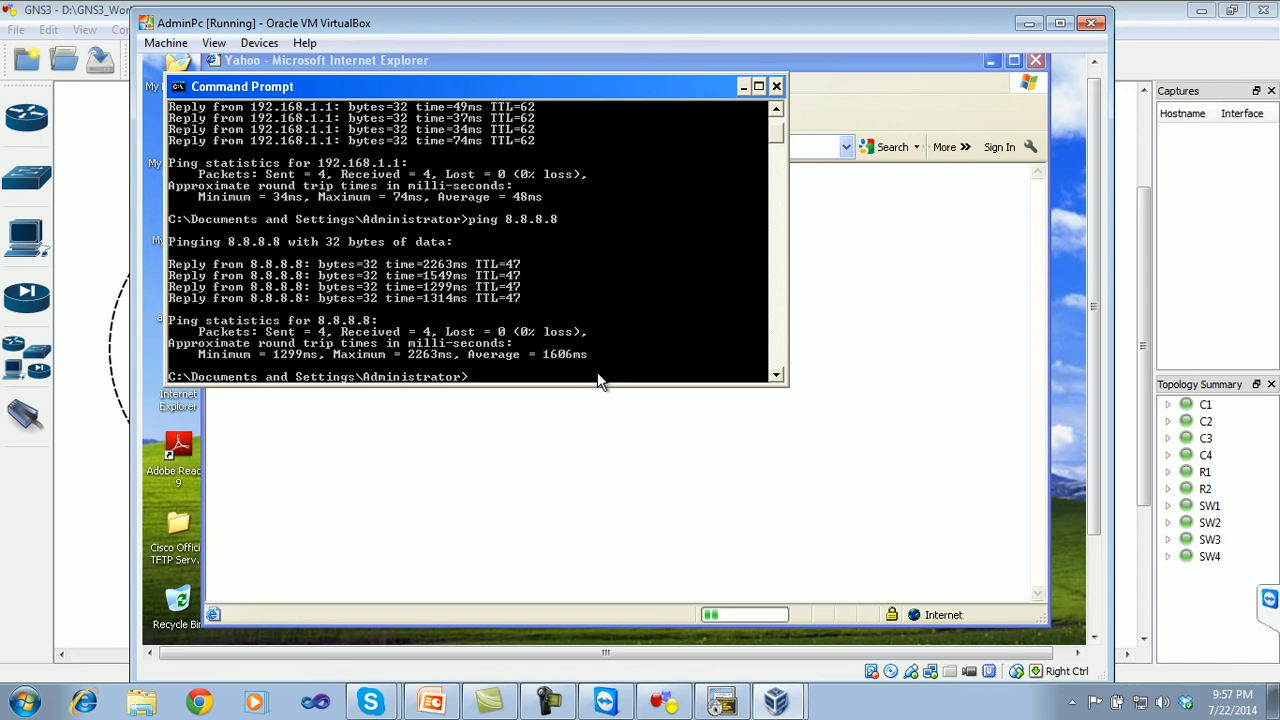 GNS3 - D:\GNS3_Wor
AdminPc [Running] - Oracle VM VirtualBox
File
Edit
View
Co
Machine
View
Devices
Help
Yahoo - Microsoft Internet Explorer
Command Prompt
Search
More »
Sign In
Reply from 192.168.1.1: bytes=32 time=49ms TTL=62
Reply from 192.168.1.1: bytes=32 time=37ms TTL=62
Reply from 192.168.1.1: bytes=32 time=34ms TTL=62
Reply from 192.168.1.1: bytes=32 time=74ms TTL=62
Ping statistics for 192.168.1.1:
Packets: Sent = 4, Received = 4, Lost = 0 (0% loss),
Approximate round trip times in milli-seconds:
Minimum = 34ms, Maximum = 74ms, Average = 48ms
C:\Documents and Settings\Administrator>ping 8.8.8.8
Pinging 8.8.8.8 with 32 bytes of data:
Reply from 8.8.8.8: bytes=32 time=2263ms TTL=47
Reply from 8.8.8.8: bytes=32 time=1549ms TTL=47
Reply from 8.8.8.8: bytes=32 time=1299ms TTL=47
Reply from 8.8.8.8: bytes=32 time=1314ms TTL=47
Ping statistics for 8.8.8.8:
Packets: Sent = 4, Received = 4, Lost = 0 (0% loss),
Approximate round trip times in milli-seconds:
Minimum = 1299ms, Maximum = 2263ms, Average = 1606ms
C:\Documents and Settings\Administrator>
My
My
My
Internet
Explorer
Adobe Read
9
Cisco Offici
TFTP Serv...
Recycle Bin
Internet
Right Ctrl
Captures
Hostname
Interface
Topology Summary
C1
C2
C3
C4
R1
R2
SW1
SW2
SW3
SW4
9:57 PM
7/22/2014